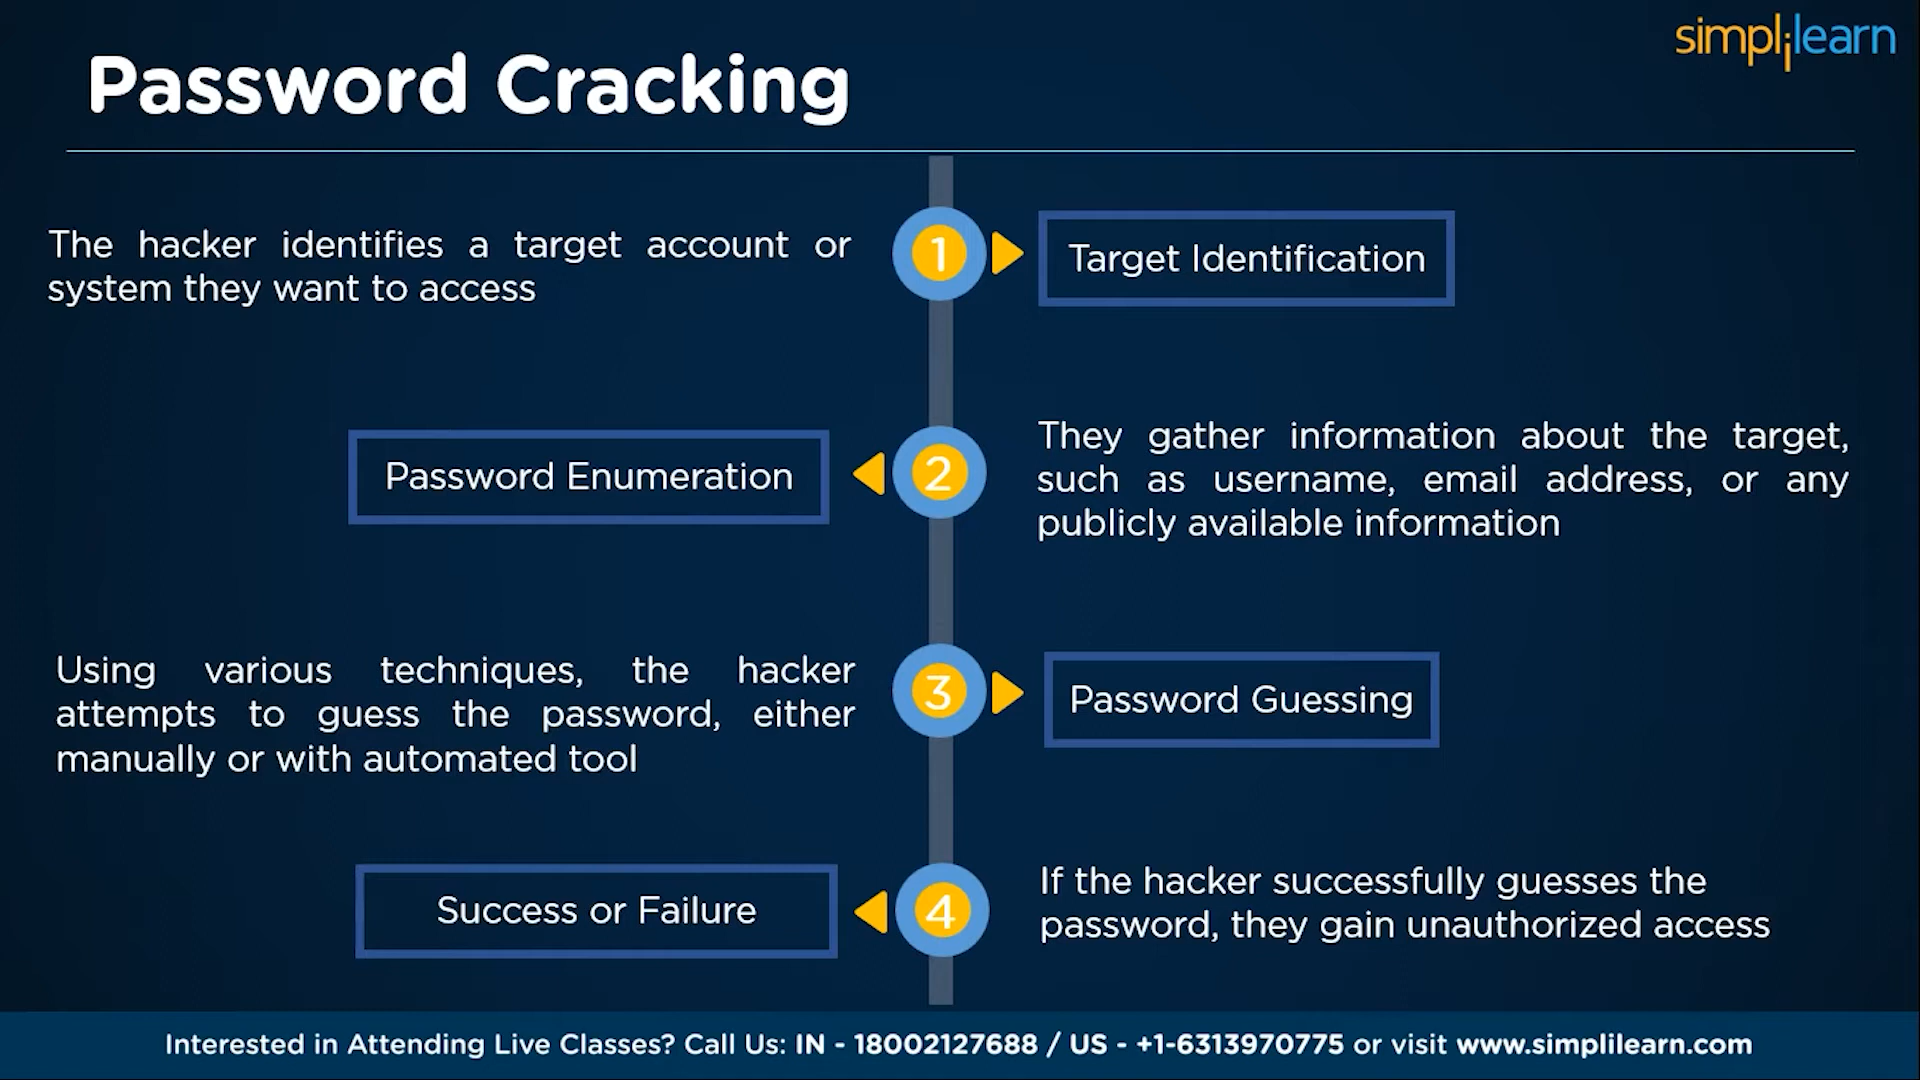 simplilearn
Password Cracking
The hacker identifies a target account or
system they want to access
1
Target Identification
Password Enumeration
2
They gather information about the target,
such as username, email address, or any
publicly available information
Using various techniques, the hacker
attempts to guess the password, either
manually or with automated tool
3
Password Guessing
Success or Failure
4
If the hacker successfully guesses the
password, they gain unauthorized access
Interested in Attending Live Classes? Call Us: IN - 18002127688 / US - +1-6313970775 or visit www.simplilearn.com